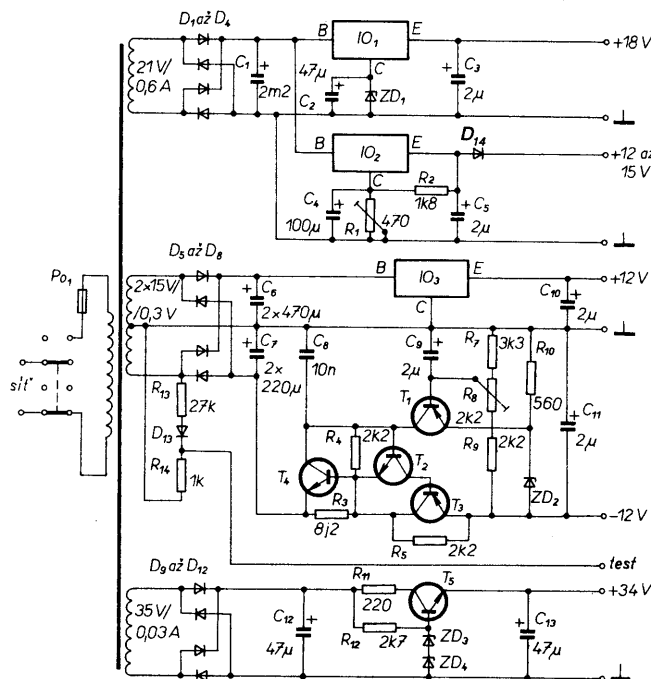 D₁ až D₄
21 V/
0,6 A
C₁
+
2m2
B
IO₁
E
C
47µ
+
C₂
ZD₁
+
C₃
2µ
+18 V
B
IO₂
E
C
D₁₄
+12 až
15 V
R₂
1k8
C₄
+
100µ
R₁
470
+
C₅
2µ
D₅ až D₈
2×15V/
/0,3 V
Po₁
síť
+
C₆
2×470µ
B
IO₃
E
C
+12 V
C₁₀
+
2µ
+
C₇
2×
220µ
C₈
10n
C₉
+
2µ
R₇
3k3
R₈
2k2
R₉
2k2
R₁₀
560
+
C₁₁
2µ
T₁
R₁₃
27k
D₁₃
R₁₄
1k
R₄
2k2
T₂
T₄
R₃
8j2
T₃
R₅
2k2
ZD₂
-12 V
test
D₉ až D₁₂
35 V/
0,03 A
C₁₂
+
47µ
R₁₁
220
T₅
R₁₂
2k7
ZD₃
ZD₄
C₁₃
+
47µ
+34 V